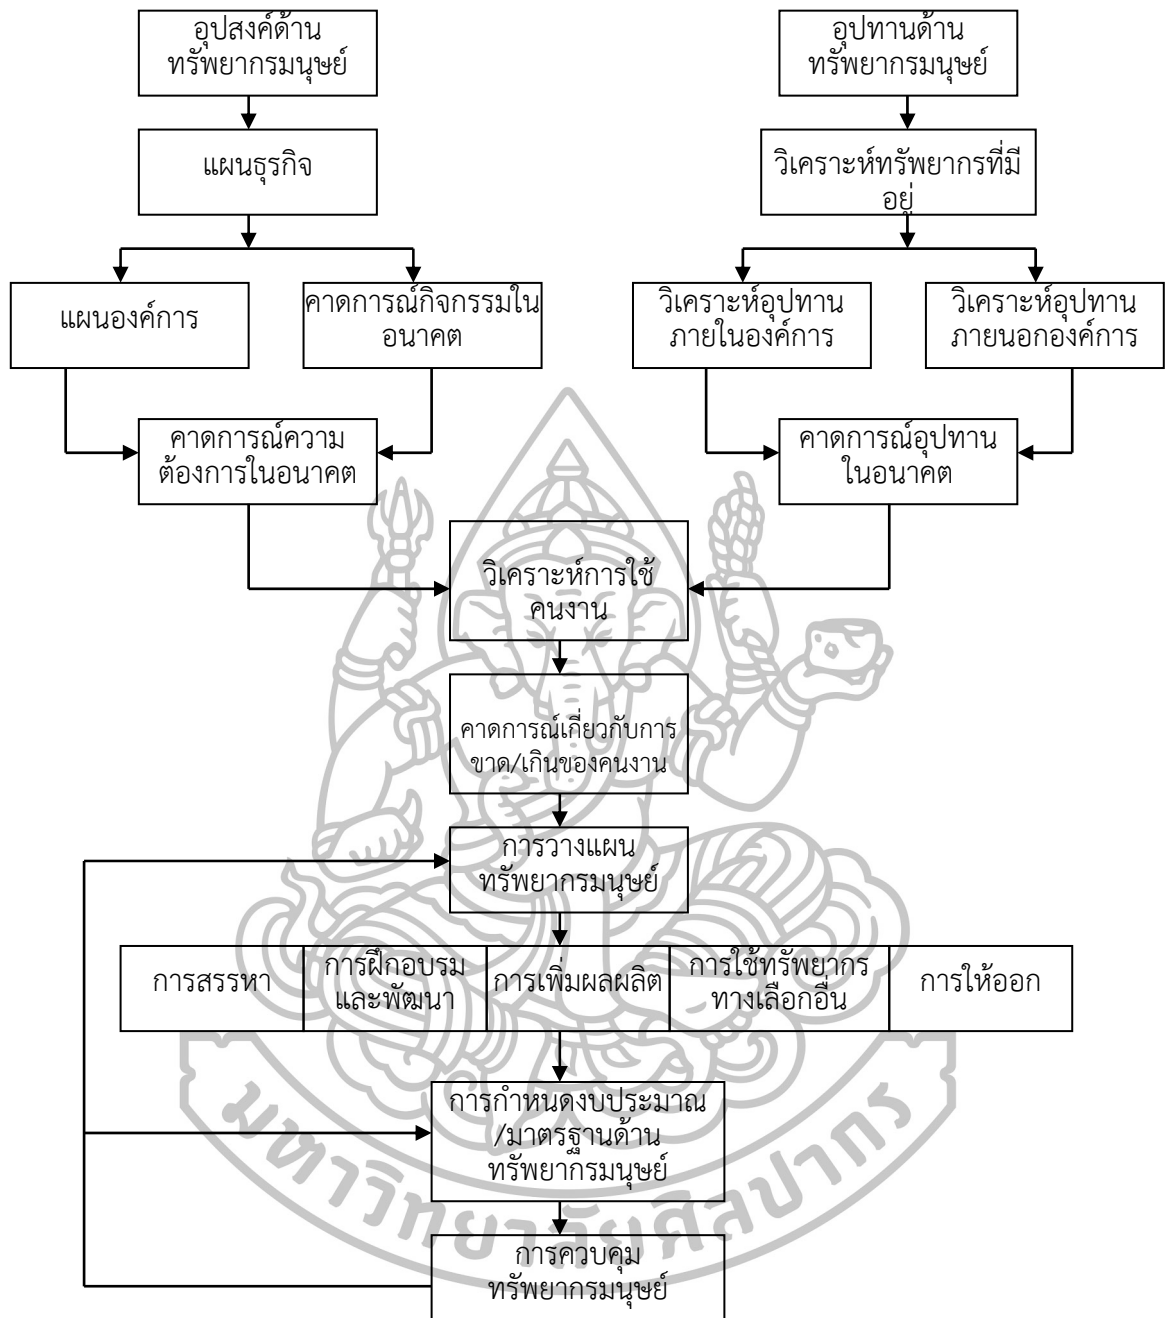 อุปสงค์ด้าน
ทรัพยากรมนุษย์
อุปทานด้าน
ทรัพยากรมนุษย์
แผนธุรกิจ
วิเคราะห์ทรัพยากรที่มี
อยู่
แผนองค์การ
คาดการณ์กิจกรรมใน
อนาคต
วิเคราะห์อุปทาน
ภายในองค์การ
วิเคราะห์อุปทาน
ภายนอกองค์การ
คาดการณ์ความ
ต้องการในอนาคต
คาดการณ์อุปทาน
ในอนาคต
วิเคราะห์การใช้
คนงาน
คาดการณ์เกี่ยวกับการ
ขาด/เกินของคนงาน
การวางแผน
ทรัพยากรมนุษย์
การสรรหา
การฝึกอบรม
และพัฒนา
การเพิ่มผลผลิต
การใช้ทรัพยากร
ทางเลือกอื่น
การให้ออก
การกำหนดงบประมาณ
/มาตรฐานด้าน
ทรัพยากรมนุษย์
การควบคุม
ทรัพยากรมนุษย์
มหาวิทยาลัยศิลปากร